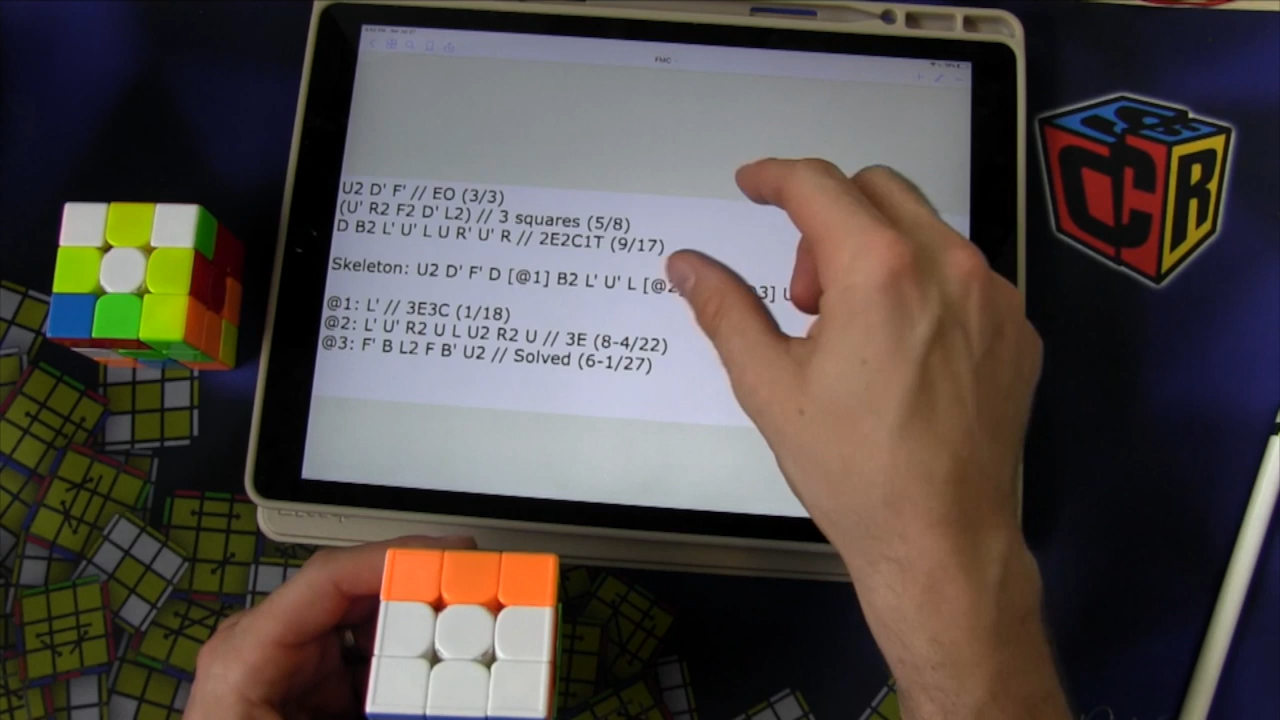 FMC
U2 D' F' // EO (3/3)
(U' R2 F2 D' L2) // 3 squares (5/8)
D B2 L' U' L U R' U' R // 2E2C1T (9/17)
Skeleton: U2 D' F' D [@1] B2 L' U' L [@2 @3] U
@1: L' // 3E3C (1/18)
@2: L' U' R2 U L U2 R2 U // 3E (8-4/22)
@3: F' B L2 F B' U2 // Solved (6-1/27)
C R